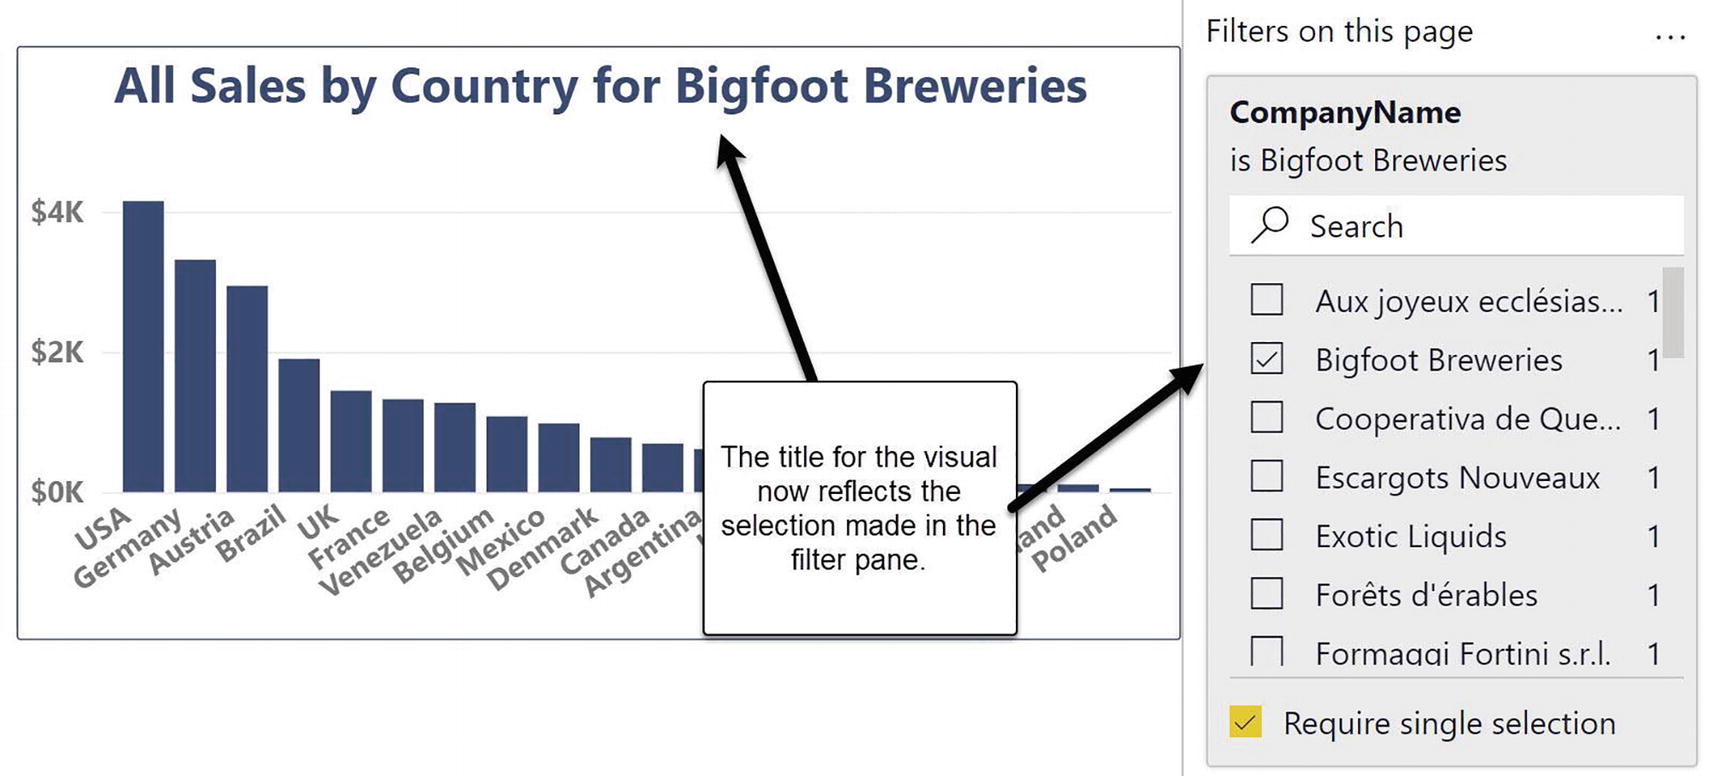 All Sales by Country for Bigfoot Breweries
$4K
$2K
$0K
USA
Germany
Austria
Brazil
UK
France
Venezuela
Belgium
Mexico
Denmark
Canada
Argentina
Poland
The title for the visual
now reflects the
selection made in the
filter pane.
Filters on this page
...
CompanyName
is Bigfoot Breweries
Search
Aux joyeux ecclésias... 1
Bigfoot Breweries 1
Cooperativa de Que... 1
Escargots Nouveaux 1
Exotic Liquids 1
Forêts d'érables 1
Formaggi Fortini s.r.l. 1
Require single selection